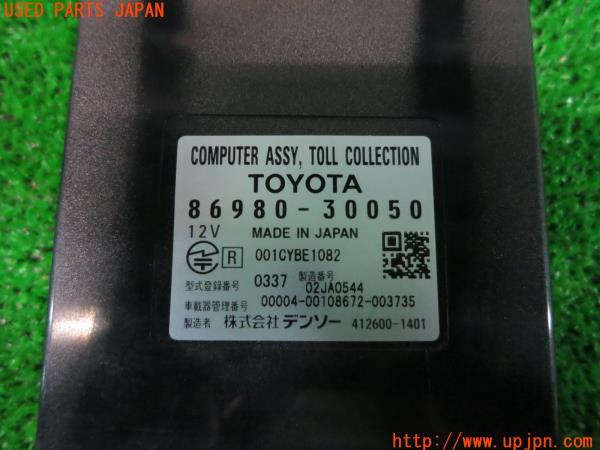 USED PARTS JAPAN
COMPUTER ASSY, TOLL COLLECTION
TOYOTA
86980-30050
12V MADE IN JAPAN
R 001CYBE1082
型式登録番号 0337 製造番号 02JA0544
車載器管理番号 00004-00108672-003735
製造者 株式会社デンソー 412600-1401
http://www.upjpn.com/